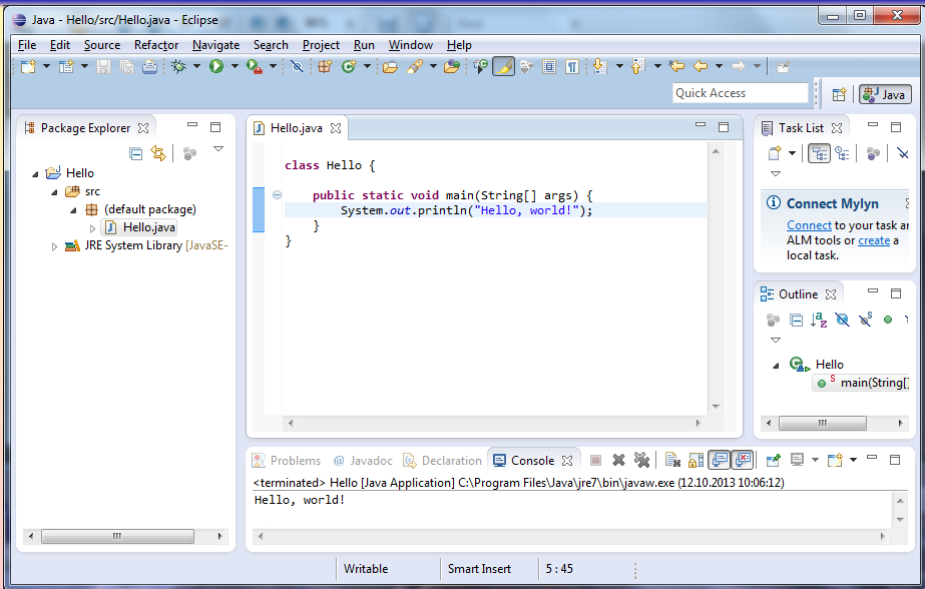 Java - Hello/src/Hello.java - Eclipse
File Edit Source Refactor Navigate Search Project Run Window Help
Quick Access
Java
Package Explorer
Hello
src
(default package)
Hello.java
JRE System Library [JavaSE-
Hello.java
class Hello {
public static void main(String[] args) {
System.out.println("Hello, world!");
}
}
Task List
Connect Mylyn
Connect to your task ar
ALM tools or create a
local task.
Outline
Hello
main(String[]
Problems @ Javadoc Declaration Console
<terminated> Hello [Java Application] C:\Program Files\Java\jre7\bin\javaw.exe (12.10.2013 10:06:12)
Hello, world!
Writable Smart Insert 5 : 45